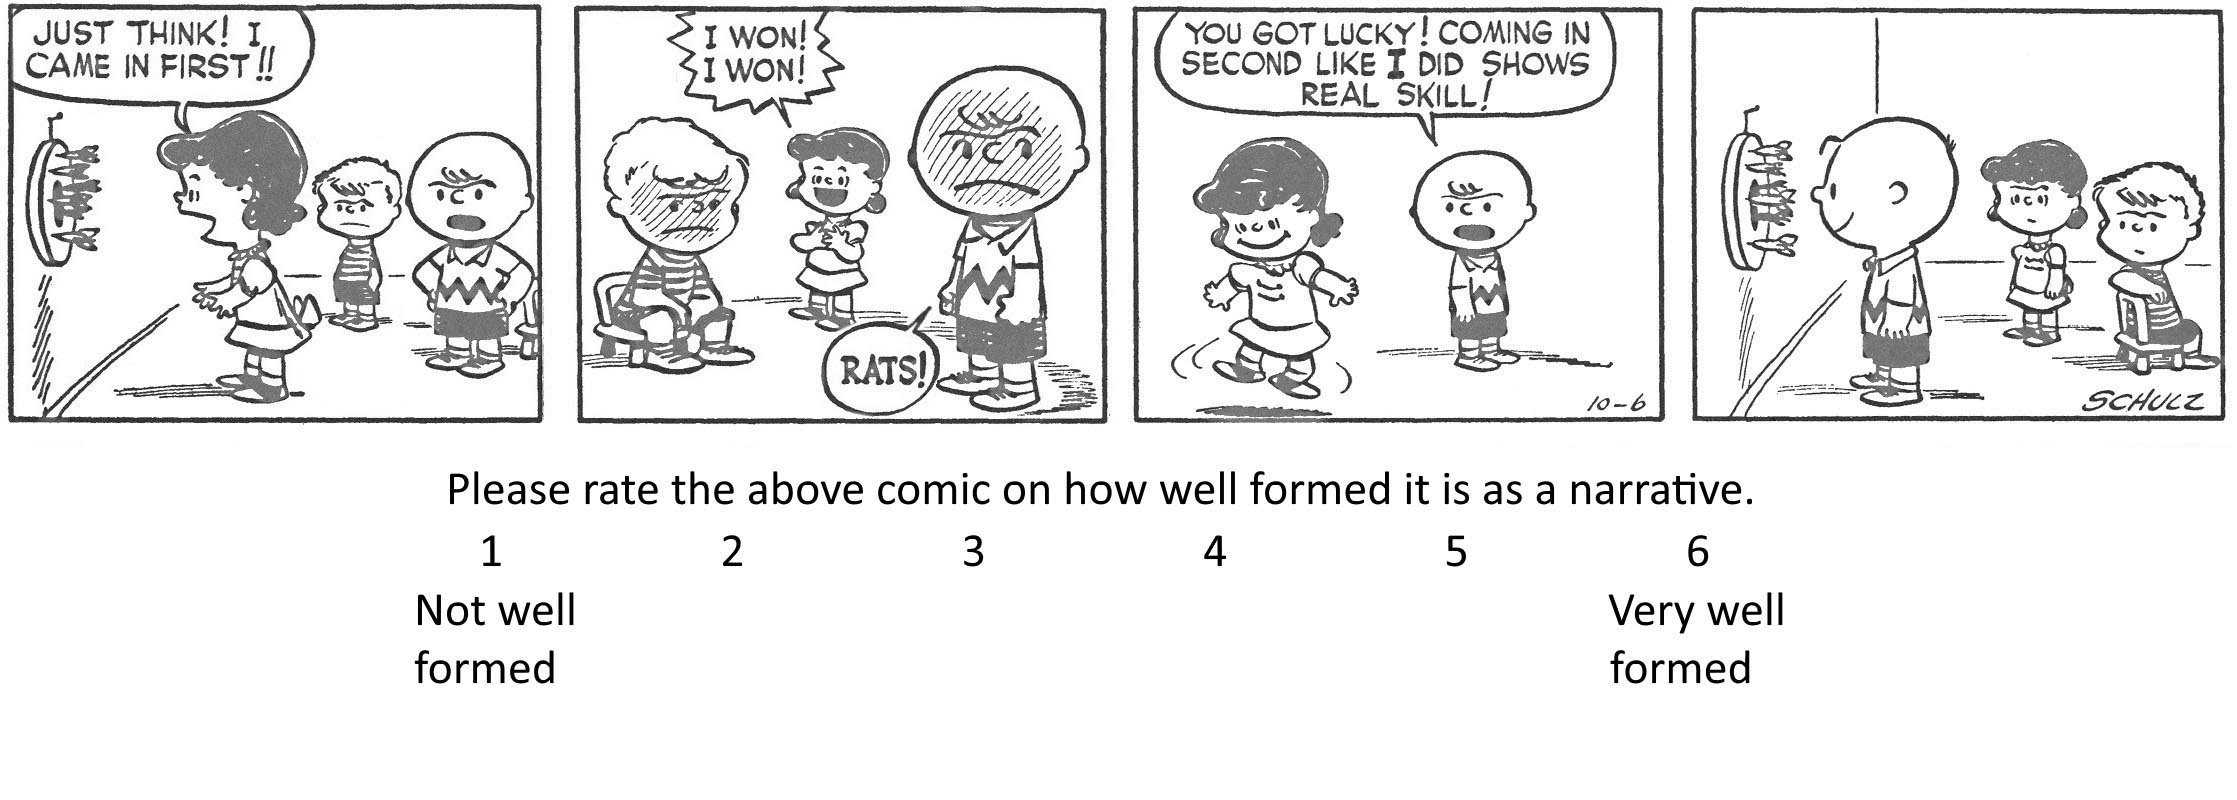 JUST THINK! I
CAME IN FIRST!!
I WON!
I WON!
RATS!
YOU GOT LUCKY! COMING IN
SECOND LIKE I DID SHOWS
REAL SKILL!
10-6
SCHULZ
Please rate the above comic on how well formed it is as a narrative.
1 2 3 4 5 6
Not well
formed
Very well
formed